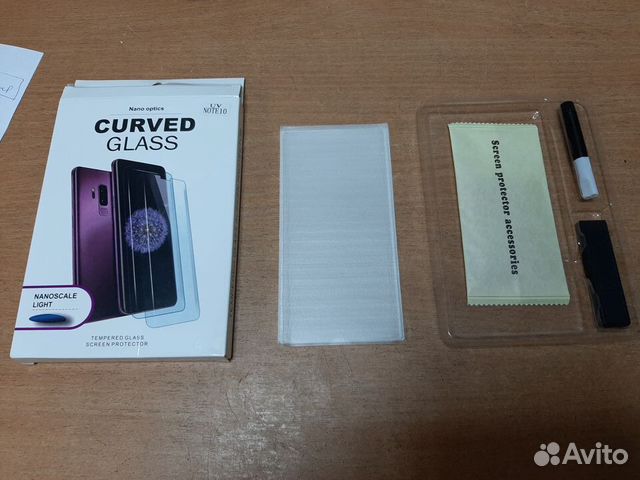 Nano optics
UV
NOTE10
CURVED
GLASS
NANOSCALE
LIGHT
TEMPERED GLASS
SCREEN PROTECTOR
Screen protector accessories
Avito